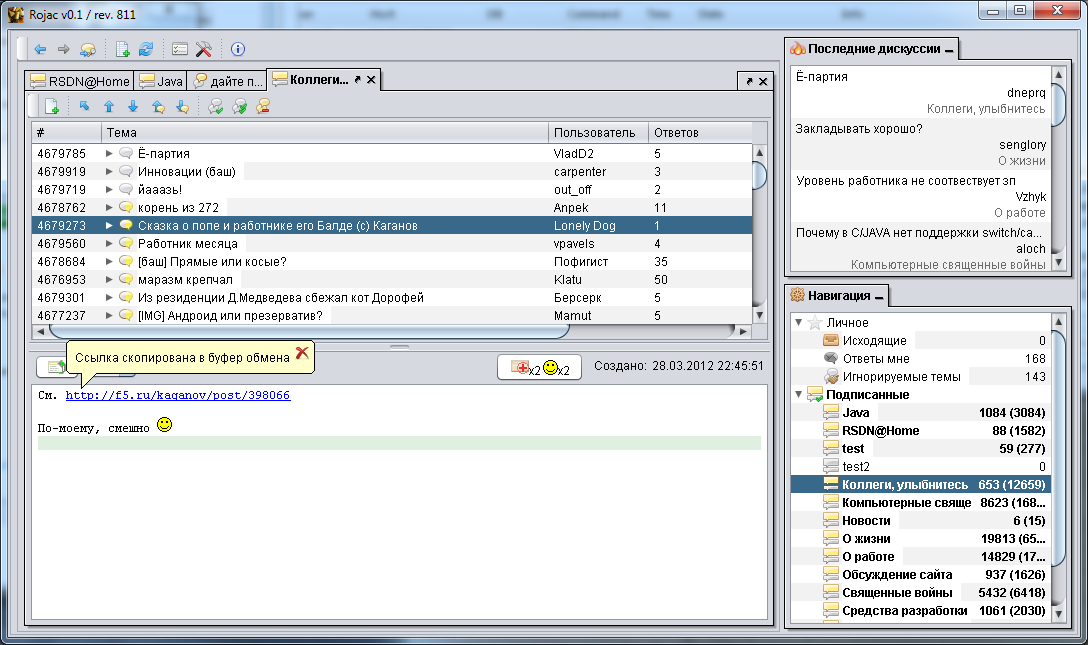 Rojac v0.1 / rev. 811
RSDN@Home
Java
дайте п...
Коллеги...
# Тема Пользователь Ответов
4679785 Ё-партия VladD2 5
4679919 Инновации (баш) carpenter 3
4679719 йааазь! out_off 2
4678762 корень из 272 Anpek 11
4679273 Сказка о попе и работнике его Балде (с) Каганов Lonely Dog 1
4679560 Работник месяца vpavels 4
4678684 [баш] Прямые или косые? Пофигист 35
4676953 маразм крепчал Klatu 50
4679301 Из резиденции Д.Медведева сбежал кот Дорофей Берсерк 5
4677237 [IMG] Андроид или презерватив? Mamut 5
Ссылка скопирована в буфер обмена
x2 x2
Создано: 28.03.2012 22:45:51
См. http://f5.ru/kaganov/post/398066
По-моему, смешно
Последние дискуссии
Ё-партия
dneprq
Коллеги, улыбнитесь
Закладывать хорошо?
senglory
О жизни
Уровень работника не соотвествует зп
Vzhyk
О работе
Почему в C/JAVA нет поддержки switch/ca...
aloch
Компьютерные священные войны
Навигация
Личное
Исходящие 0
Ответы мне 168
Игнорируемые темы 143
Подписанные
Java 1084 (3084)
RSDN@Home 88 (1582)
test 59 (277)
test2 0
Коллеги, улыбнитесь 653 (12659)
Компьютерные свяще 8623 (168...
Новости 6 (15)
О жизни 19813 (65...
О работе 14829 (17...
Обсуждение сайта 937 (1626)
Священные войны 5432 (6418)
Средства разработки 1061 (2030)